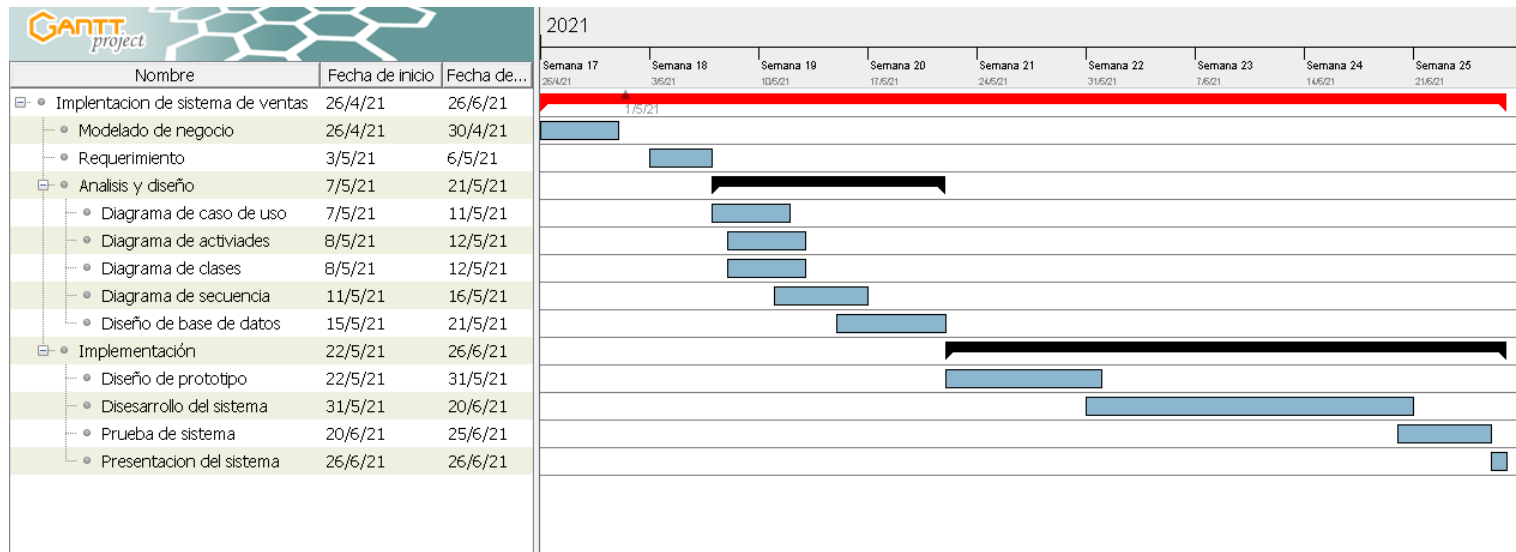 GANTT
project
2021
Nombre Fecha de inicio Fecha de...
Semana 17 Semana 18 Semana 19 Semana 20 Semana 21 Semana 22 Semana 23 Semana 24 Semana 25
26/4/21 3/5/21 10/5/21 17/5/21 24/5/21 31/5/21 7/6/21 14/6/21 21/6/21
Implentacion de sistema de ventas 26/4/21 26/6/21
1/5/21
Modelado de negocio 26/4/21 30/4/21
Requerimiento 3/5/21 6/5/21
Analisis y diseño 7/5/21 21/5/21
Diagrama de caso de uso 7/5/21 11/5/21
Diagrama de activiades 8/5/21 12/5/21
Diagrama de clases 8/5/21 12/5/21
Diagrama de secuencia 11/5/21 16/5/21
Diseño de base de datos 15/5/21 21/5/21
Implementación 22/5/21 26/6/21
Diseño de prototipo 22/5/21 31/5/21
Disesarrollo del sistema 31/5/21 20/6/21
Prueba de sistema 20/6/21 25/6/21
Presentacion del sistema 26/6/21 26/6/21